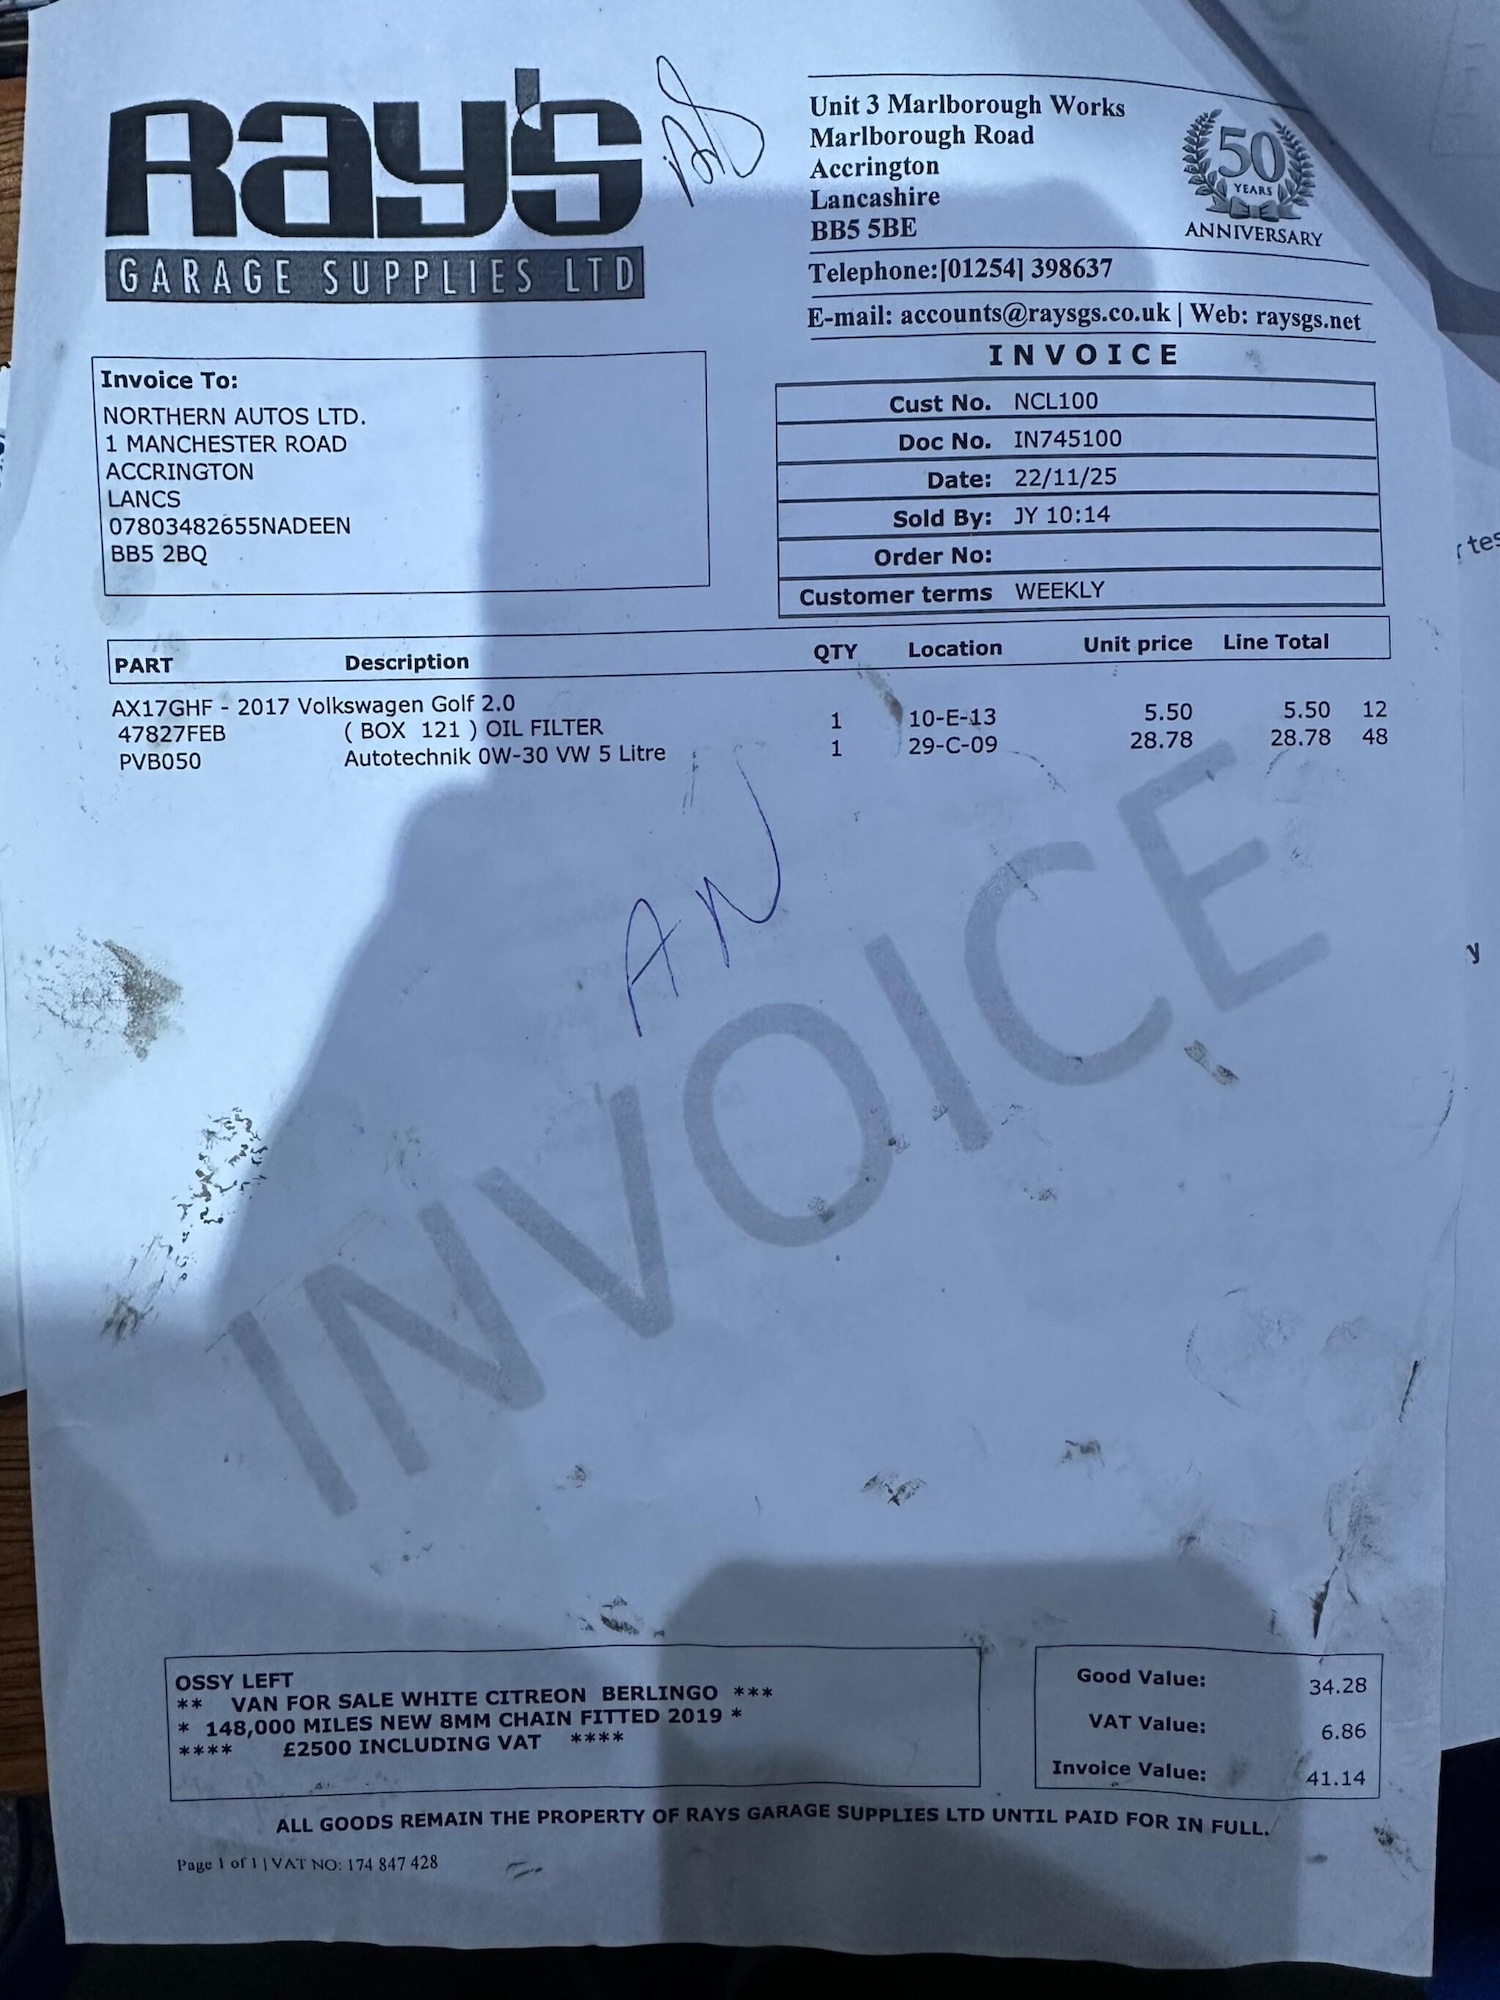 Ray's
GARAGE SUPPLIES LTD
Unit 3 Marlborough Works
Marlborough Road
Accrington
Lancashire
BB5 5BE
50
YEARS
ANNIVERSARY
Telephone:[01254] 398637
E-mail: accounts@raysgs.co.uk | Web: raysgs.net
INVOICE
Invoice To:
NORTHERN AUTOS LTD.
1 MANCHESTER ROAD
ACCRINGTON
LANCS
07803482655NADEEN
BB5 2BQ
Cust No. NCL100
Doc No. IN745100
Date: 22/11/25
Sold By: JY 10:14
Order No:
Customer terms WEEKLY
PART Description QTY Location Unit price Line Total
AX17GHF - 2017 Volkswagen Golf 2.0
47827FEB ( BOX 121 ) OIL FILTER 1 10-E-13 5.50 5.50 12
PVB050 Autotechnik 0W-30 VW 5 Litre 1 29-C-09 28.78 28.78 48
AN
INVOICE
OSSY LEFT
** VAN FOR SALE WHITE CITREON BERLINGO ***
* 148,000 MILES NEW 8MM CHAIN FITTED 2019 *
**** £2500 INCLUDING VAT ****
Good Value: 34.28
VAT Value: 6.86
Invoice Value: 41.14
ALL GOODS REMAIN THE PROPERTY OF RAYS GARAGE SUPPLIES LTD UNTIL PAID FOR IN FULL.
Page 1 of 1 | VAT NO: 174 847 428
tes
y